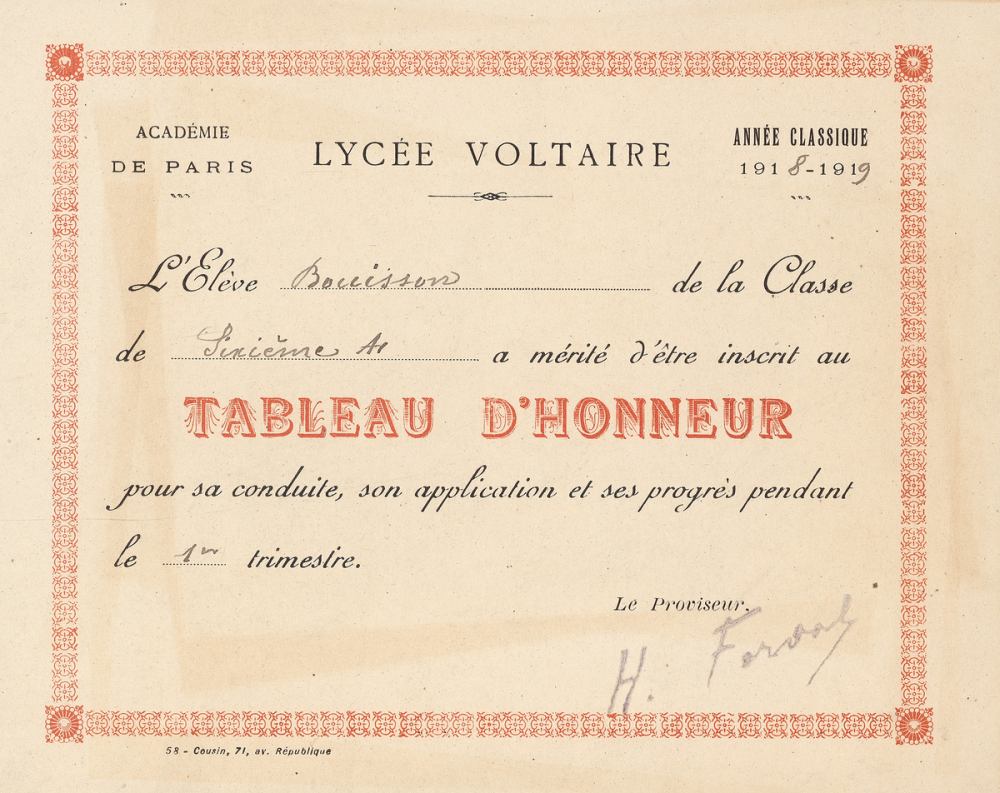 ACADÉMIE
DE PARIS
LYCÉE VOLTAIRE
ANNÉE CLASSIQUE
1918-1919
L'Elève Bouisson de la Classe
de Sixième A1 a mérité d'être inscrit au
TABLEAU D'HONNEUR
pour sa conduite, son application et ses progrès pendant
le 1er trimestre.
Le Proviseur,
H.
58 - Cousin, 71, av. République